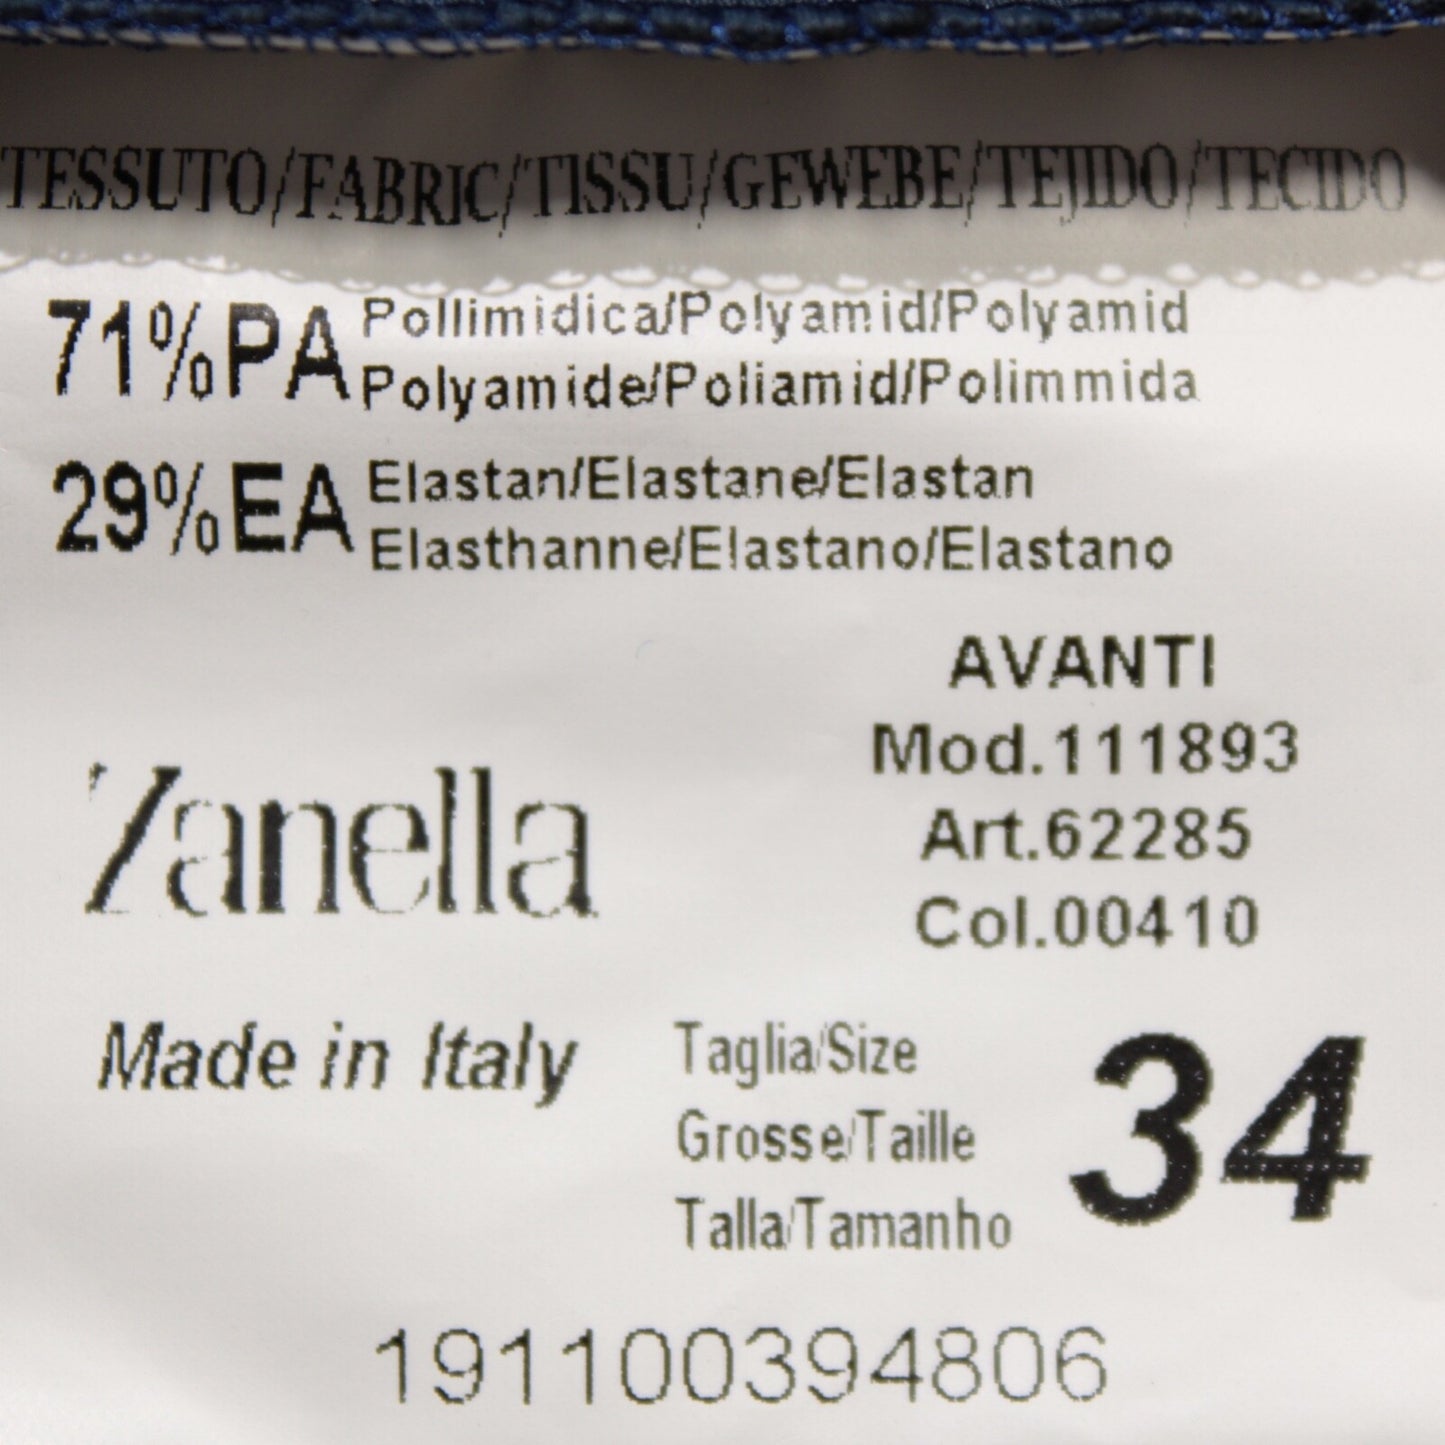 TESSUTO/FABRIC/TISSU/GEWEBE/TEJIDO/TECIDO
71%PA Pollimidica/Polyamid/Polyamid
Polyamide/Poliamid/Polimmida
29%EA Elastan/Elastane/Elastan
Elasthanne/Elastano/Elastano
AVANTI
Mod.111893
Art.62285
Col.00410
Zanella
Made in Italy
Taglia/Size
Grosse/Taille
Talla/Tamanho
34
191100394806